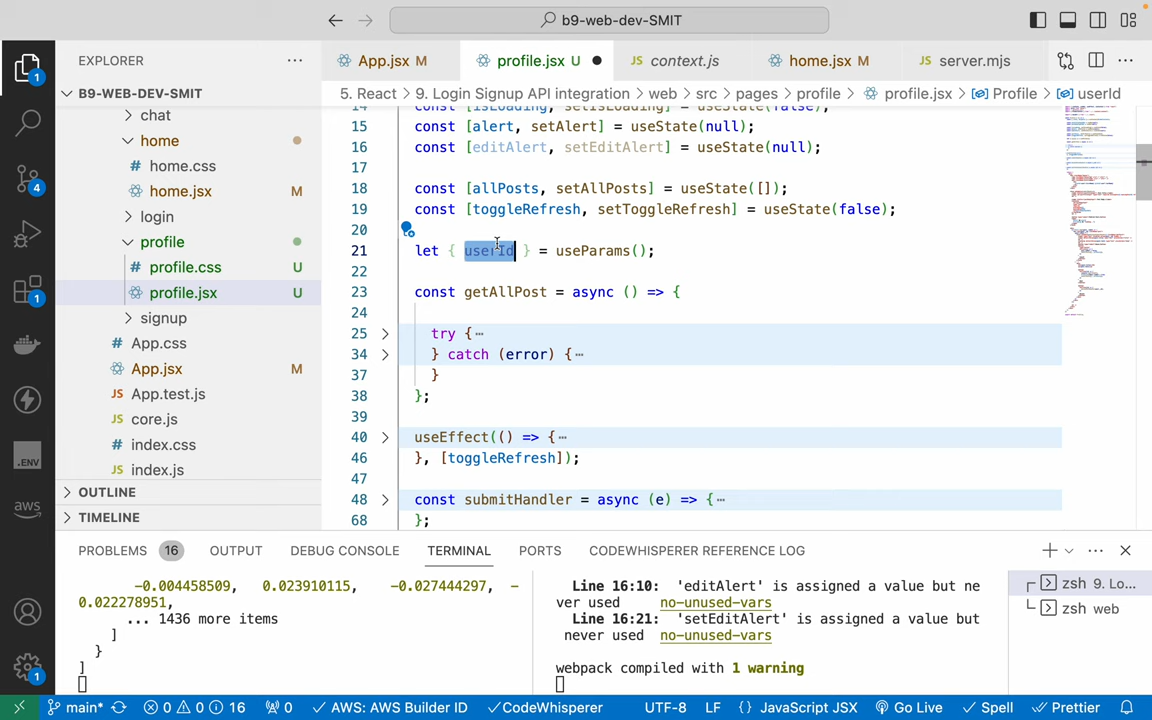 b9-web-dev-SMIT
EXPLORER
App.jsx M
profile.jsx U
context.js
home.jsx M
server.mjs
B9-WEB-DEV-SMIT
5. React > 9. Login Signup API integration > web > src > pages > profile > profile.jsx > Profile > userId
chat
home
home.css
home.jsx M
login
profile
profile.css U
profile.jsx U
signup
App.css
App.jsx M
App.test.js
core.js
index.css
index.js
OUTLINE
TIMELINE
14 const [isLoading, setIsLoading] = useState(false);
15 const [alert, setAlert] = useState(null);
16 const [editAlert, setEditAlert] = useState(null);
17
18 const [allPosts, setAllPosts] = useState([]);
19 const [toggleRefresh, setToggleRefresh] = useState(false);
20
21 let { userId } = useParams();
22
23 const getAllPost = async () => {
24
25 try {⋯
34 } catch (error) {⋯
37 }
38 };
39
40 useEffect(() => {⋯
46 }, [toggleRefresh]);
47
48 const submitHandler = async (e) => {⋯
68 };
PROBLEMS 16 OUTPUT DEBUG CONSOLE TERMINAL PORTS CODEWHISPERER REFERENCE LOG
-0.004458509, 0.023910115, -0.027444297, -
0.022278951,
... 1436 more items
]
}
]
Line 16:10: 'editAlert' is assigned a value but ne
ver used no-unused-vars
Line 16:21: 'setEditAlert' is assigned a value but
never used no-unused-vars
webpack compiled with 1 warning
zsh 9. Lo...
zsh web
1
4
1
.ENV
aws
1
main* 0 0 16 0 AWS: AWS Builder ID CodeWhisperer UTF-8 LF {} JavaScript JSX Go Live Spell Prettier